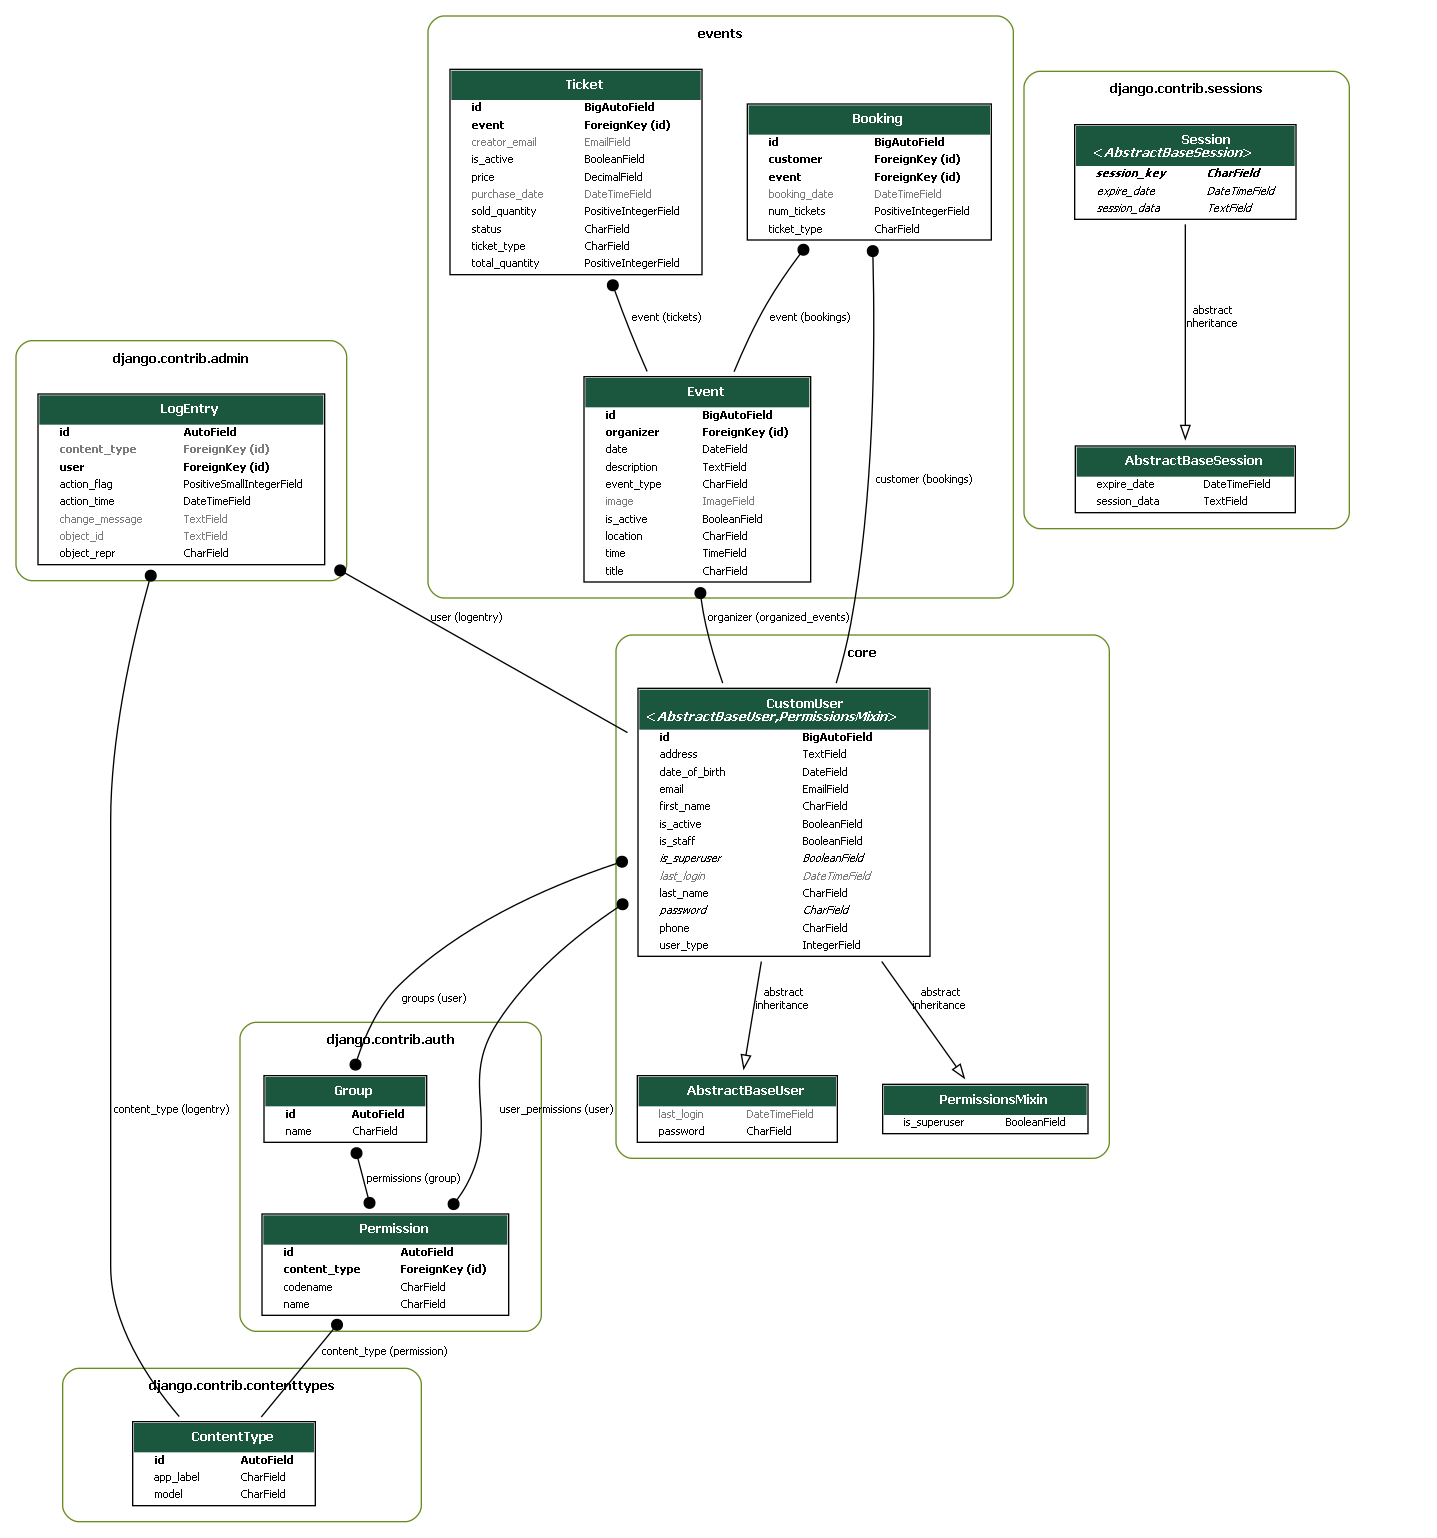 events
Ticket
id BigAutoField
event ForeignKey (id)
creator_email EmailField
is_active BooleanField
price DecimalField
purchase_date DateTimeField
sold_quantity PositiveIntegerField
status CharField
ticket_type CharField
total_quantity PositiveIntegerField
Booking
id BigAutoField
customer ForeignKey (id)
event ForeignKey (id)
booking_date DateTimeField
num_tickets PositiveIntegerField
ticket_type CharField
event (tickets)
event (bookings)
customer (bookings)
Event
id BigAutoField
organizer ForeignKey (id)
date DateField
description TextField
event_type CharField
image ImageField
is_active BooleanField
location CharField
time TimeField
title CharField
django.contrib.sessions
Session
<AbstractBaseSession>
session_key CharField
expire_date DateTimeField
session_data TextField
abstract
nheritance
AbstractBaseSession
expire_date DateTimeField
session_data TextField
django.contrib.admin
LogEntry
id AutoField
content_type ForeignKey (id)
user ForeignKey (id)
action_flag PositiveSmallIntegerField
action_time DateTimeField
change_message TextField
object_id TextField
object_repr CharField
user (logentry)
organizer (organized_events)
core
CustomUser
<AbstractBaseUser,PermissionsMixin>
id BigAutoField
address TextField
date_of_birth DateField
email EmailField
first_name CharField
is_active BooleanField
is_staff BooleanField
is_superuser BooleanField
last_login DateTimeField
last_name CharField
password CharField
phone CharField
user_type IntegerField
abstract
inheritance
abstract
inheritance
AbstractBaseUser
last_login DateTimeField
password CharField
PermissionsMixin
is_superuser BooleanField
groups (user)
django.contrib.auth
Group
id AutoField
name CharField
content_type (logentry)
user_permissions (user)
permissions (group)
Permission
id AutoField
content_type ForeignKey (id)
codename CharField
name CharField
content_type (permission)
django.contrib.contenttypes
ContentType
id AutoField
app_label CharField
model CharField